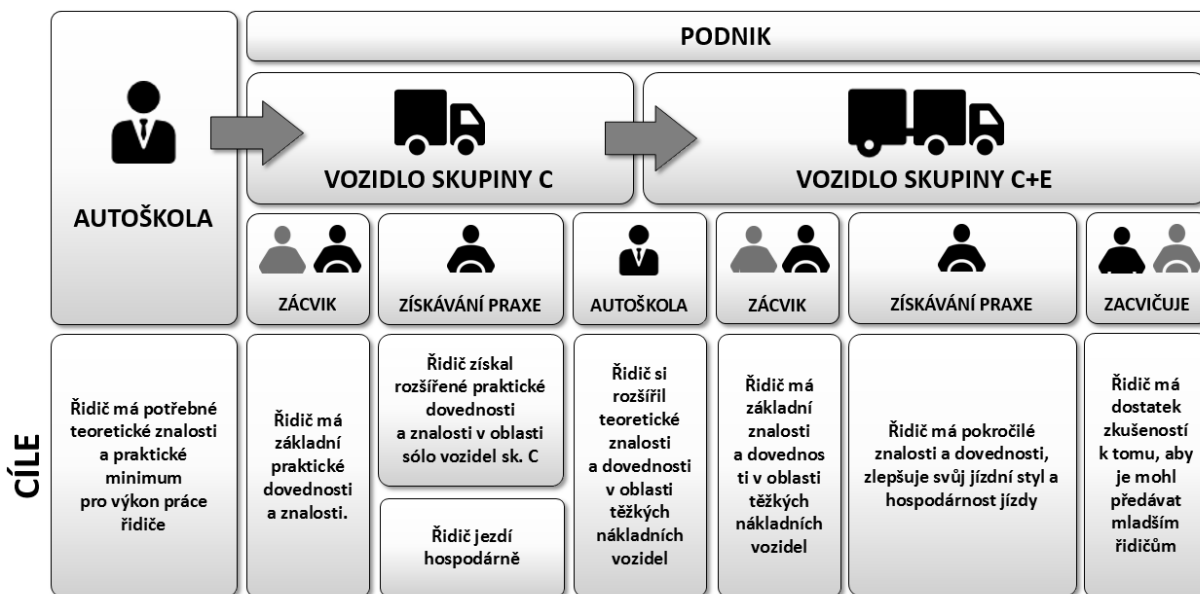 PODNIK
AUTOŠKOLA
VOZIDLO SKUPINY C
VOZIDLO SKUPINY C+E
ZÁCVIK
ZÍSKÁVÁNÍ PRAXE
AUTOŠKOLA
ZÁCVIK
ZÍSKÁVÁNÍ PRAXE
ZACVIČUJE
CÍLE
Řidič má potřebné
teoretické znalosti
a praktické
minimum
pro výkon práce
řidiče
Řidič má
základní
praktické
dovednosti
a znalosti.
Řidič získal
rozšířené praktické
dovednosti
a znalosti v oblasti
sólo vozidel sk. C
Řidič jezdí
hospodárně
Řidič si
rozšířil
teoretické
znalosti
a dovednosti
v oblasti
těžkých
nákladních
vozidel
Řidič má
základní
znalosti
a dovednos
ti v oblasti
těžkých
nákladních
vozidel
Řidič má pokročilé
znalosti a dovednosti,
zlepšuje svůj jízdní styl a
hospodárnost jízdy
Řidič má
dostatek
zkušeností
k tomu, aby
je mohl
předávat
mladším
řidičům